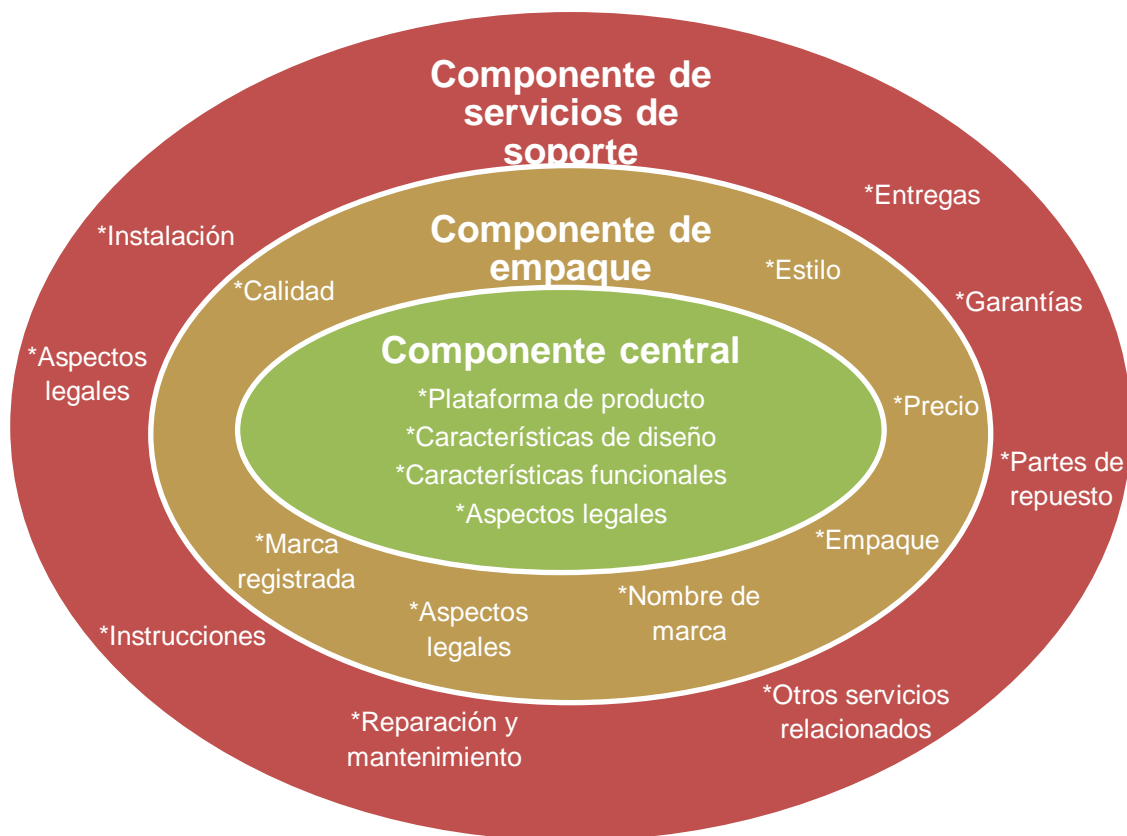 Componente de
servicios de
soporte
*Entregas
*Instalación
Componente de
empaque
*Estilo
*Calidad
*Garantías
*Aspectos
legales
Componente central
*Plataforma de producto
*Características de diseño
*Características funcionales
*Aspectos legales
*Precio
*Partes de
repuesto
*Empaque
*Marca
registrada
*Aspectos
legales
*Nombre de
marca
*Instrucciones
*Otros servicios
relacionados
*Reparación y
mantenimiento